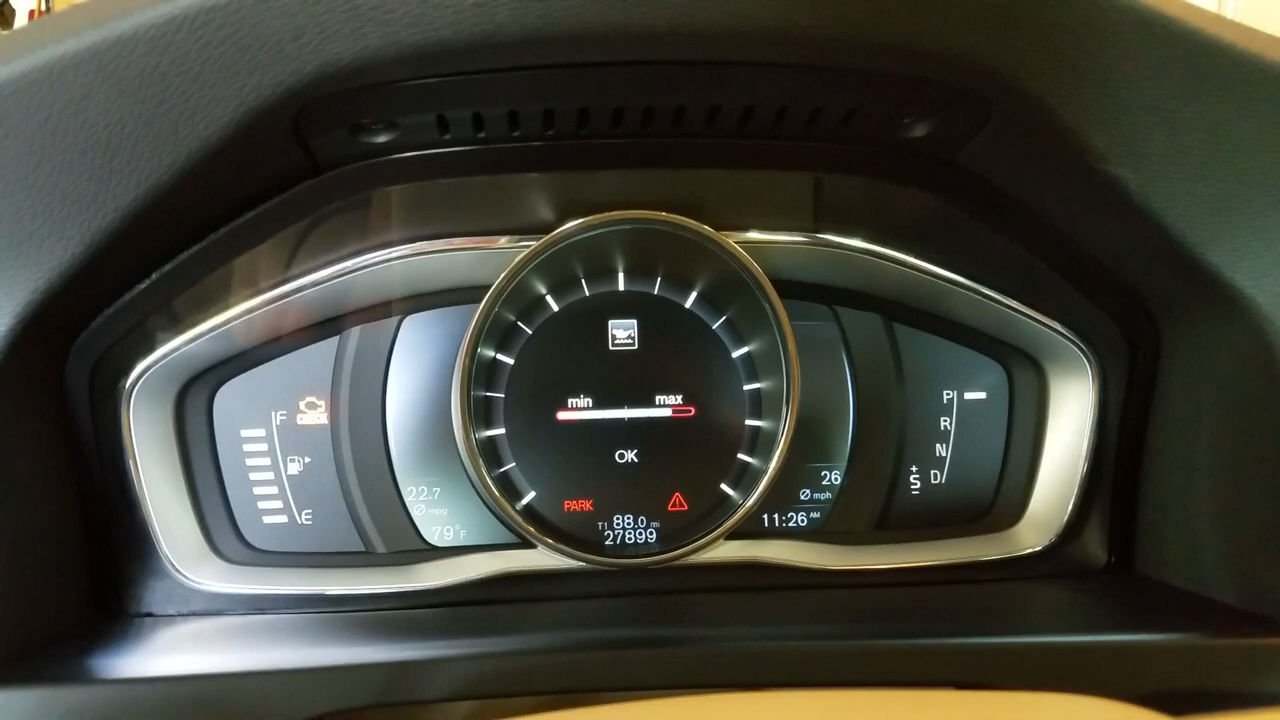 min max
OK
PARK
T1 88.0 mi
27899
F
CHECK
E
22.7
Ø mpg
79°F
26
Ø mph
11:26 AM
P
R
N
D
+
S
−